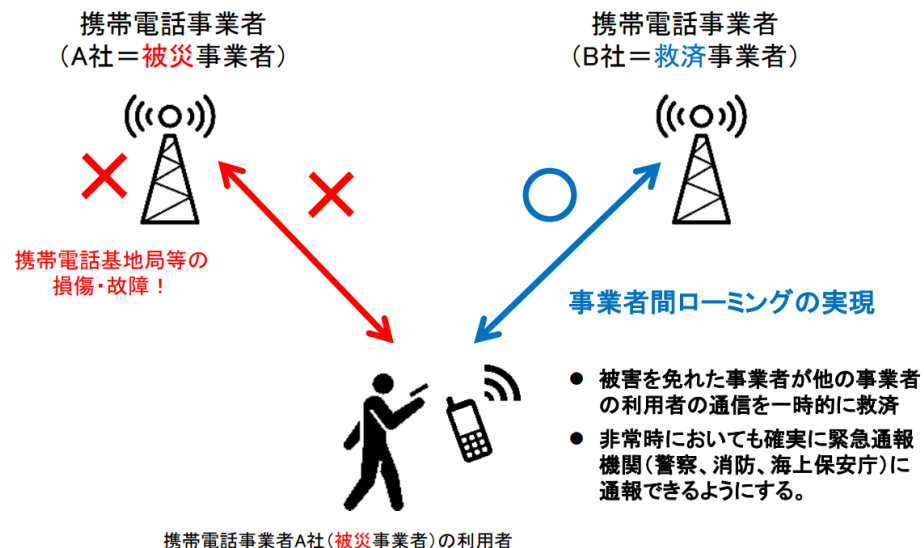 携帯電話事業者
(A社＝被災事業者)
携帯電話事業者
(B社＝救済事業者)
携帯電話基地局等の
損傷・故障！
事業者間ローミングの実現
● 被害を免れた事業者が他の事業者
の利用者の通信を一時的に救済
● 非常時においても確実に緊急通報
機関(警察、消防、海上保安庁)に
通報できるようにする。
携帯電話事業者A社(被災事業者)の利用者